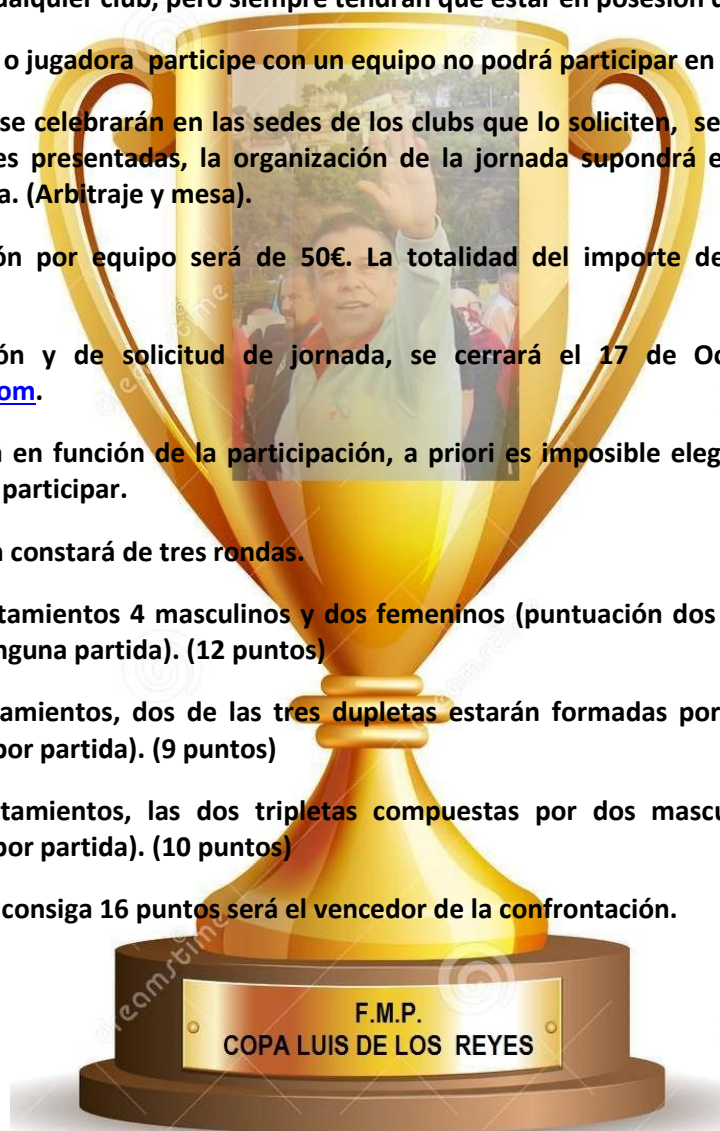 cualquier club, pero siempre tendrán que estar en posesión d
o jugadora participe con un equipo no podrá participar en
se celebrarán en las sedes de los clubs que lo soliciten, se
es presentadas, la organización de la jornada supondrá e
a. (Arbitraje y mesa).
ón por equipo será de 50€. La totalidad del importe de
ón y de solicitud de jornada, se cerrará el 17 de Oc
om.
en función de la participación, a priori es imposible eleg
participar.
constará de tres rondas.
tamientos 4 masculinos y dos femeninos (puntuación dos
nguna partida). (12 puntos)
amientos, dos de las tres dupletas estarán formadas por
por partida). (9 puntos)
tamientos, las dos tripletas compuestas por dos mascu
por partida). (10 puntos)
consiga 16 puntos será el vencedor de la confrontación.
dreamstime
F.M.P.
COPA LUIS DE LOS REYES